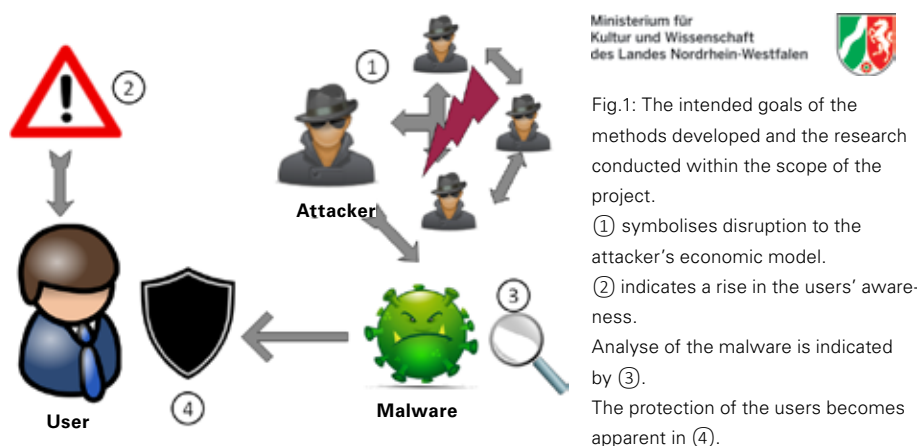 Ministerium für
Kultur und Wissenschaft
des Landes Nordrhein-Westfalen
①
②
Attacker
③
④
User
Malware
Fig.1: The intended goals of the
methods developed and the research
conducted within the scope of the
project.
① symbolises disruption to the
attacker's economic model.
② indicates a rise in the users' aware-
ness.
Analyse of the malware is indicated
by ③.
The protection of the users becomes
apparent in ④.